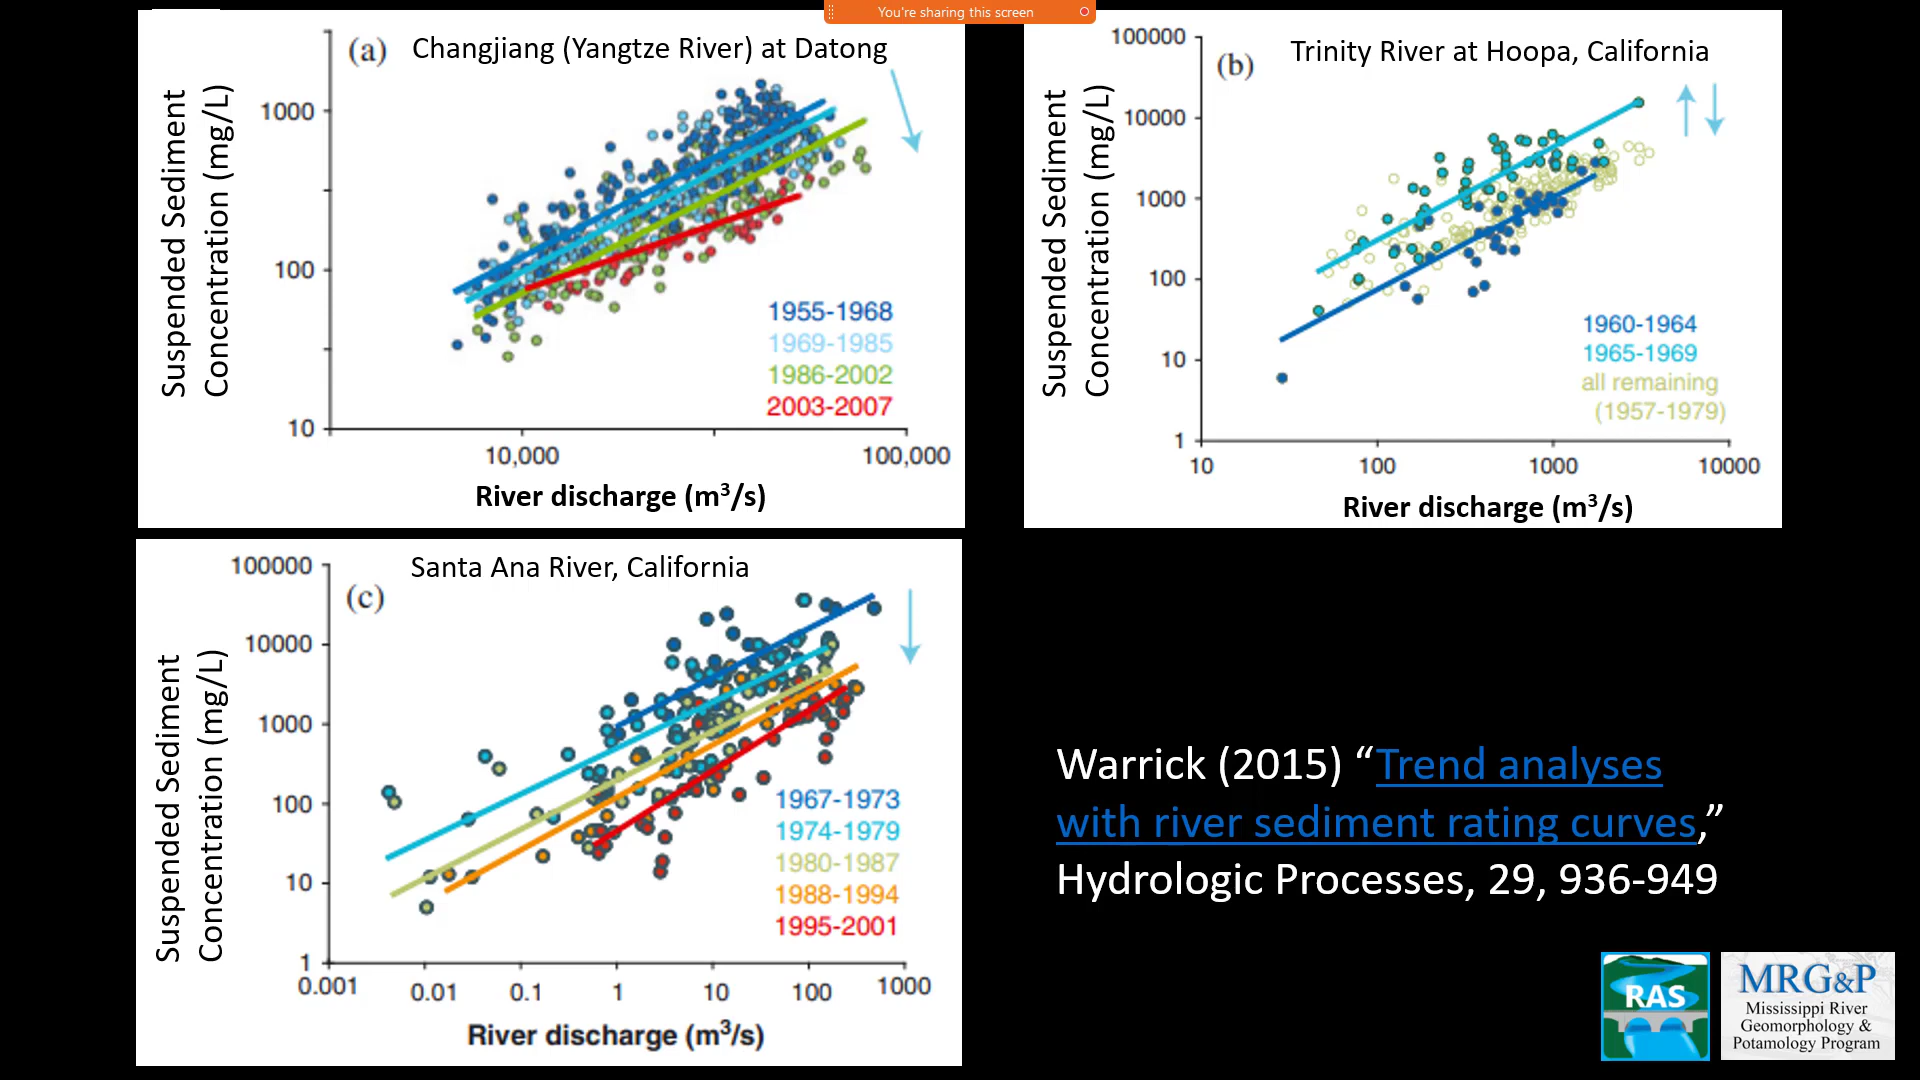 You're sharing this screen
(a) Changjiang (Yangtze River) at Datong
Suspended Sediment
Concentration (mg/L)
1000
100
10
10,000
100,000
1955-1968
1969-1985
1986-2002
2003-2007
River discharge (m³/s)
(b) Trinity River at Hoopa, California
Suspended Sediment
Concentration (mg/L)
100000
10000
1000
100
10
1
10
100
1000
10000
1960-1964
1965-1969
all remaining
(1957-1979)
River discharge (m³/s)
(c) Santa Ana River, California
Suspended Sediment
Concentration (mg/L)
100000
10000
1000
100
10
1
0.001
0.01
0.1
1
10
100
1000
1967-1973
1974-1979
1980-1987
1988-1994
1995-2001
River discharge (m³/s)
Warrick (2015) “Trend analyses
with river sediment rating curves,”
Hydrologic Processes, 29, 936-949
RAS
MRG&P
Mississippi River
Geomorphology &
Potamology Program